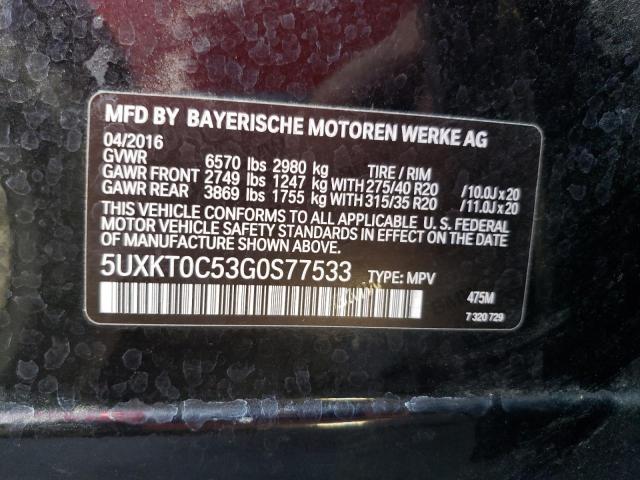 MFD BY BAYERISCHE MOTOREN WERKE AG
04/2016
GVWR 6570 lbs 2980 kg TIRE / RIM
GAWR FRONT 2749 lbs 1247 kg WITH 275/40 R20 /10.0J x 20
GAWR REAR 3869 lbs 1755 kg WITH 315/35 R20 /11.0J x 20
THIS VEHICLE CONFORMS TO ALL APPLICABLE U. S. FEDERAL
MOTOR VEHICLE SAFETY STANDARDS IN EFFECT ON THE DATE
OF MANUFACTURE SHOWN ABOVE.
5UXKT0C53G0S77533 TYPE: MPV
475M
7 320 729